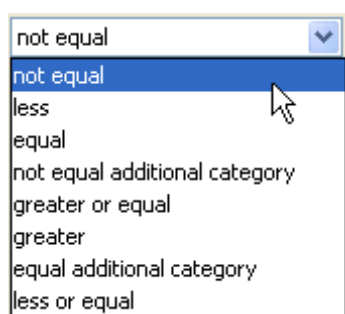 not equal
not equal
less
equal
not equal additional category
greater or equal
greater
equal additional category
less or equal